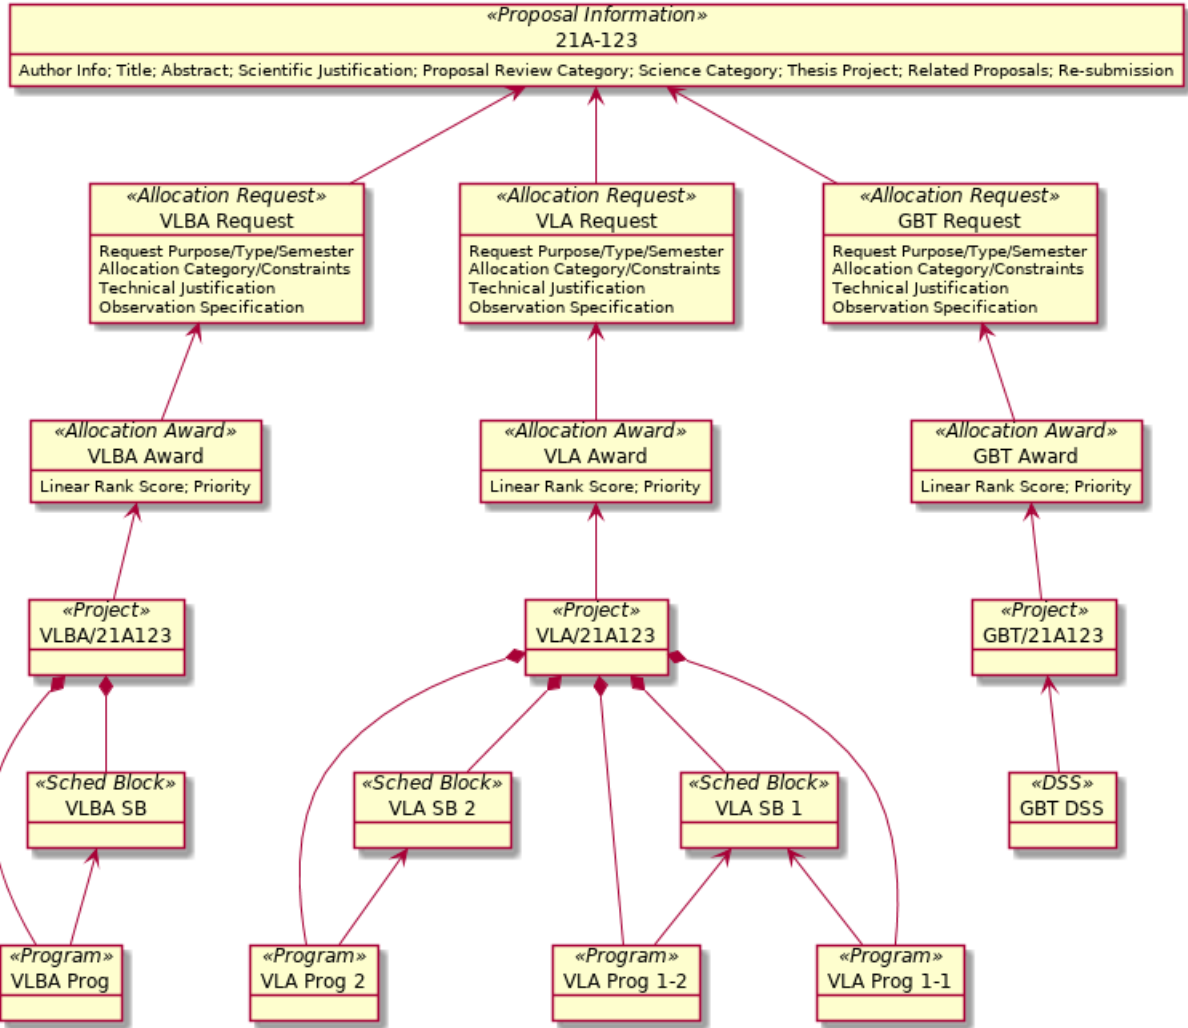 «Proposal Information»
21A-123
Author Info; Title; Abstract; Scientific Justification; Proposal Review Category; Science Category; Thesis Project; Related Proposals; Re-submission
«Allocation Request»
VLBA Request
Request Purpose/Type/Semester
Allocation Category/Constraints
Technical Justification
Observation Specification
«Allocation Request»
VLA Request
Request Purpose/Type/Semester
Allocation Category/Constraints
Technical Justification
Observation Specification
«Allocation Request»
GBT Request
Request Purpose/Type/Semester
Allocation Category/Constraints
Technical Justification
Observation Specification
«Allocation Award»
VLBA Award
Linear Rank Score; Priority
«Allocation Award»
VLA Award
Linear Rank Score; Priority
«Allocation Award»
GBT Award
Linear Rank Score; Priority
«Project»
VLBA/21A123
«Project»
VLA/21A123
«Project»
GBT/21A123
«Sched Block»
VLBA SB
«Sched Block»
VLA SB 2
«Sched Block»
VLA SB 1
«DSS»
GBT DSS
«Program»
VLBA Prog
«Program»
VLA Prog 2
«Program»
VLA Prog 1-2
«Program»
VLA Prog 1-1